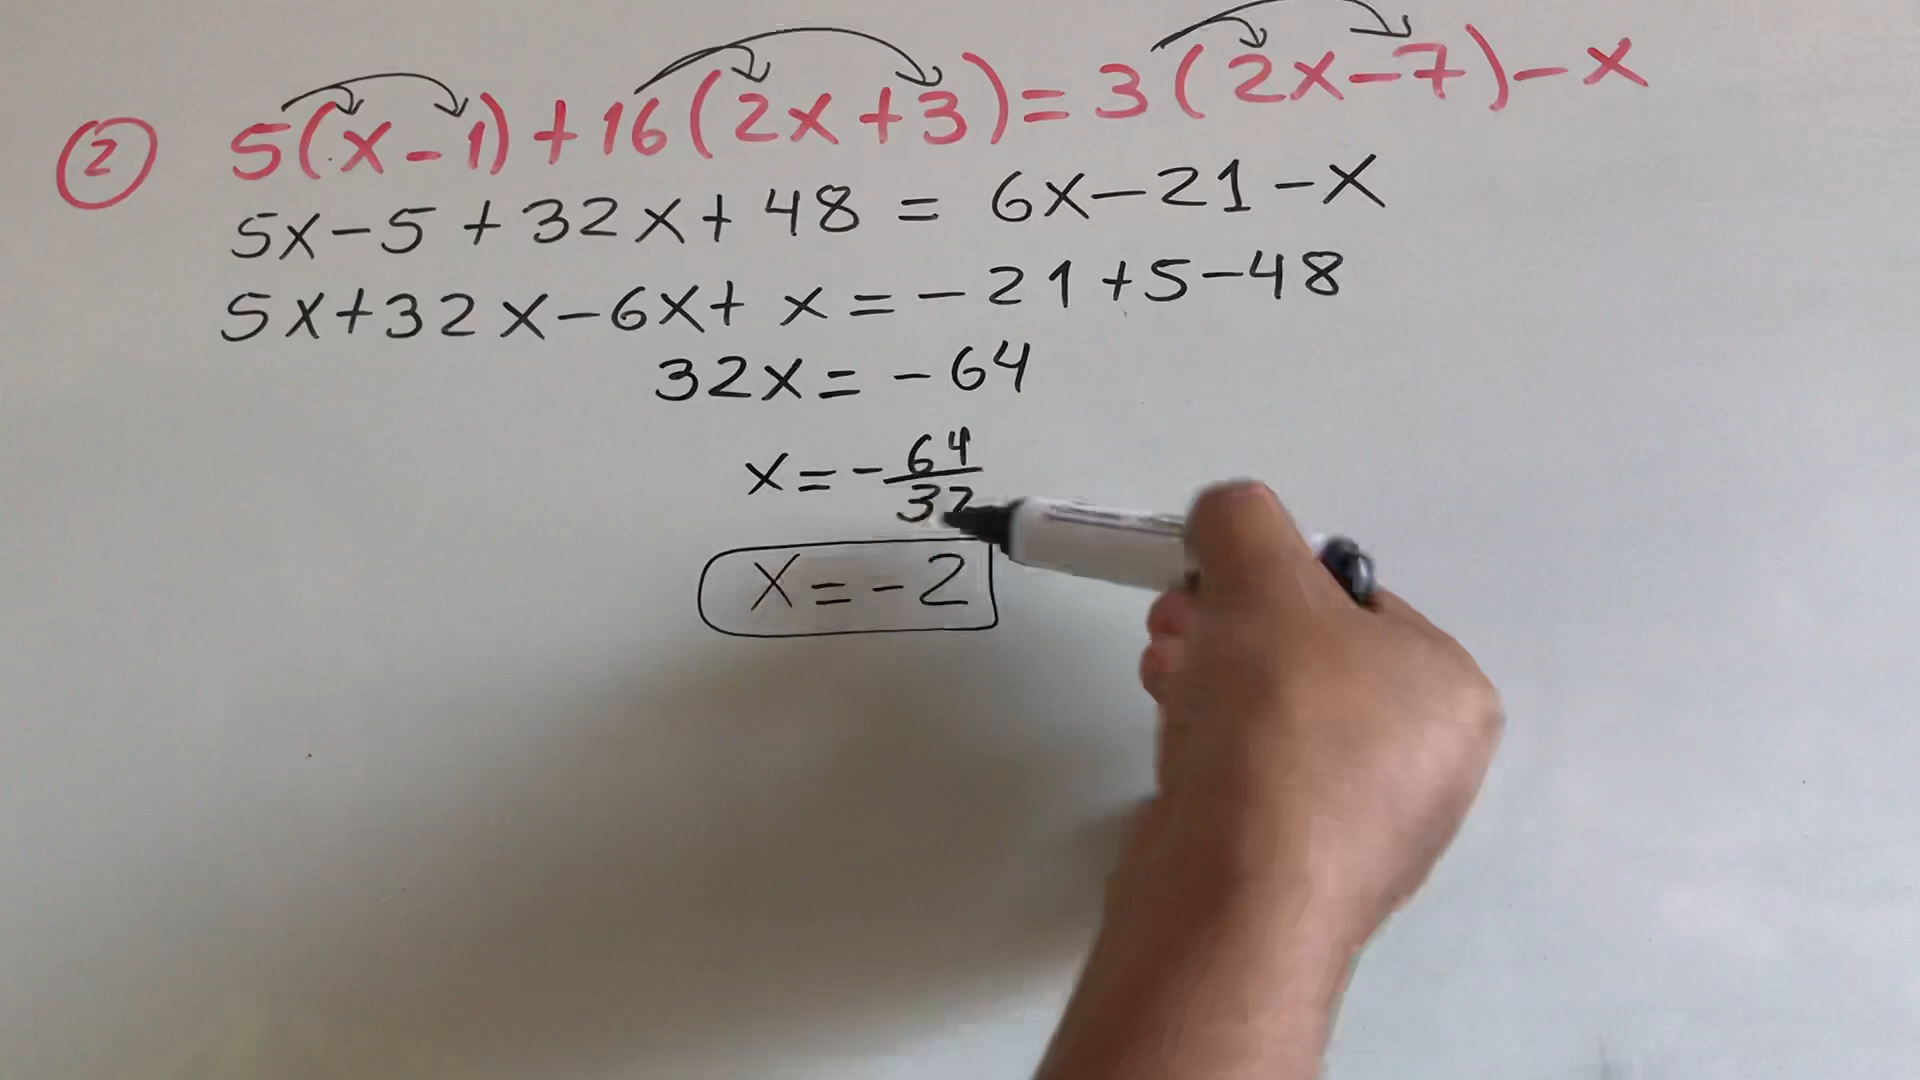 ② 5(x-1)+16(2x+3)=3(2x-7)-x
5x-5+32x+48=6x-21-x
5x+32x-6x+x=-21+5-48
32x=-64
x=-64/32
x=-2